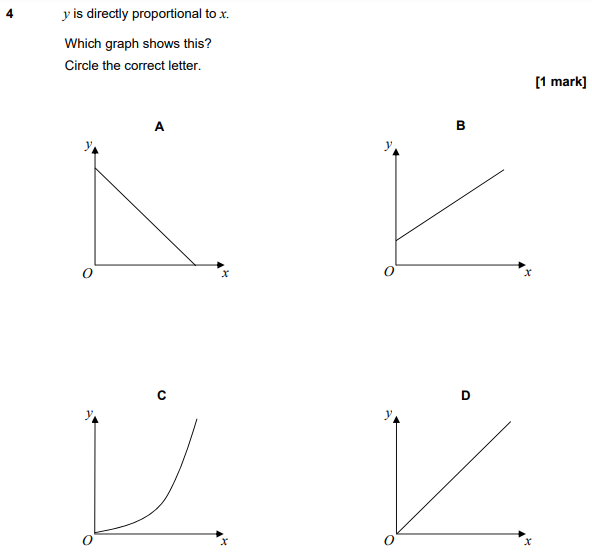 4 y is directly proportional to x.
Which graph shows this?
Circle the correct letter.
[1 mark]
A B
y y
O x O x
C D
y y
O x O x